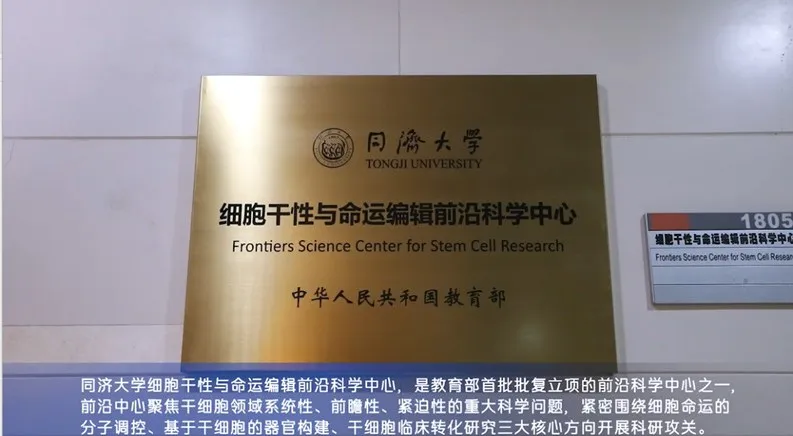 同濟大学
TONGJI UNIVERSITY
细胞干性与命运编辑前沿科学中心
Frontiers Science Center for Stem Cell Research
中华人民共和国教育部
1805
细胞干性与命运编辑前沿科学中心
Frontiers Science Center for Stem Cell Resear
同济大学细胞干性与命运编辑前沿科学中心，是教育部首批批复立项的前沿科学中心之一，
前沿中心聚焦干细胞领域系统性、前瞻性、紧迫性的重大科学问题，紧密围绕细胞命运的
分子调控、基于干细胞的器官构建、干细胞临床转化研究三大核心方向开展科研攻关。